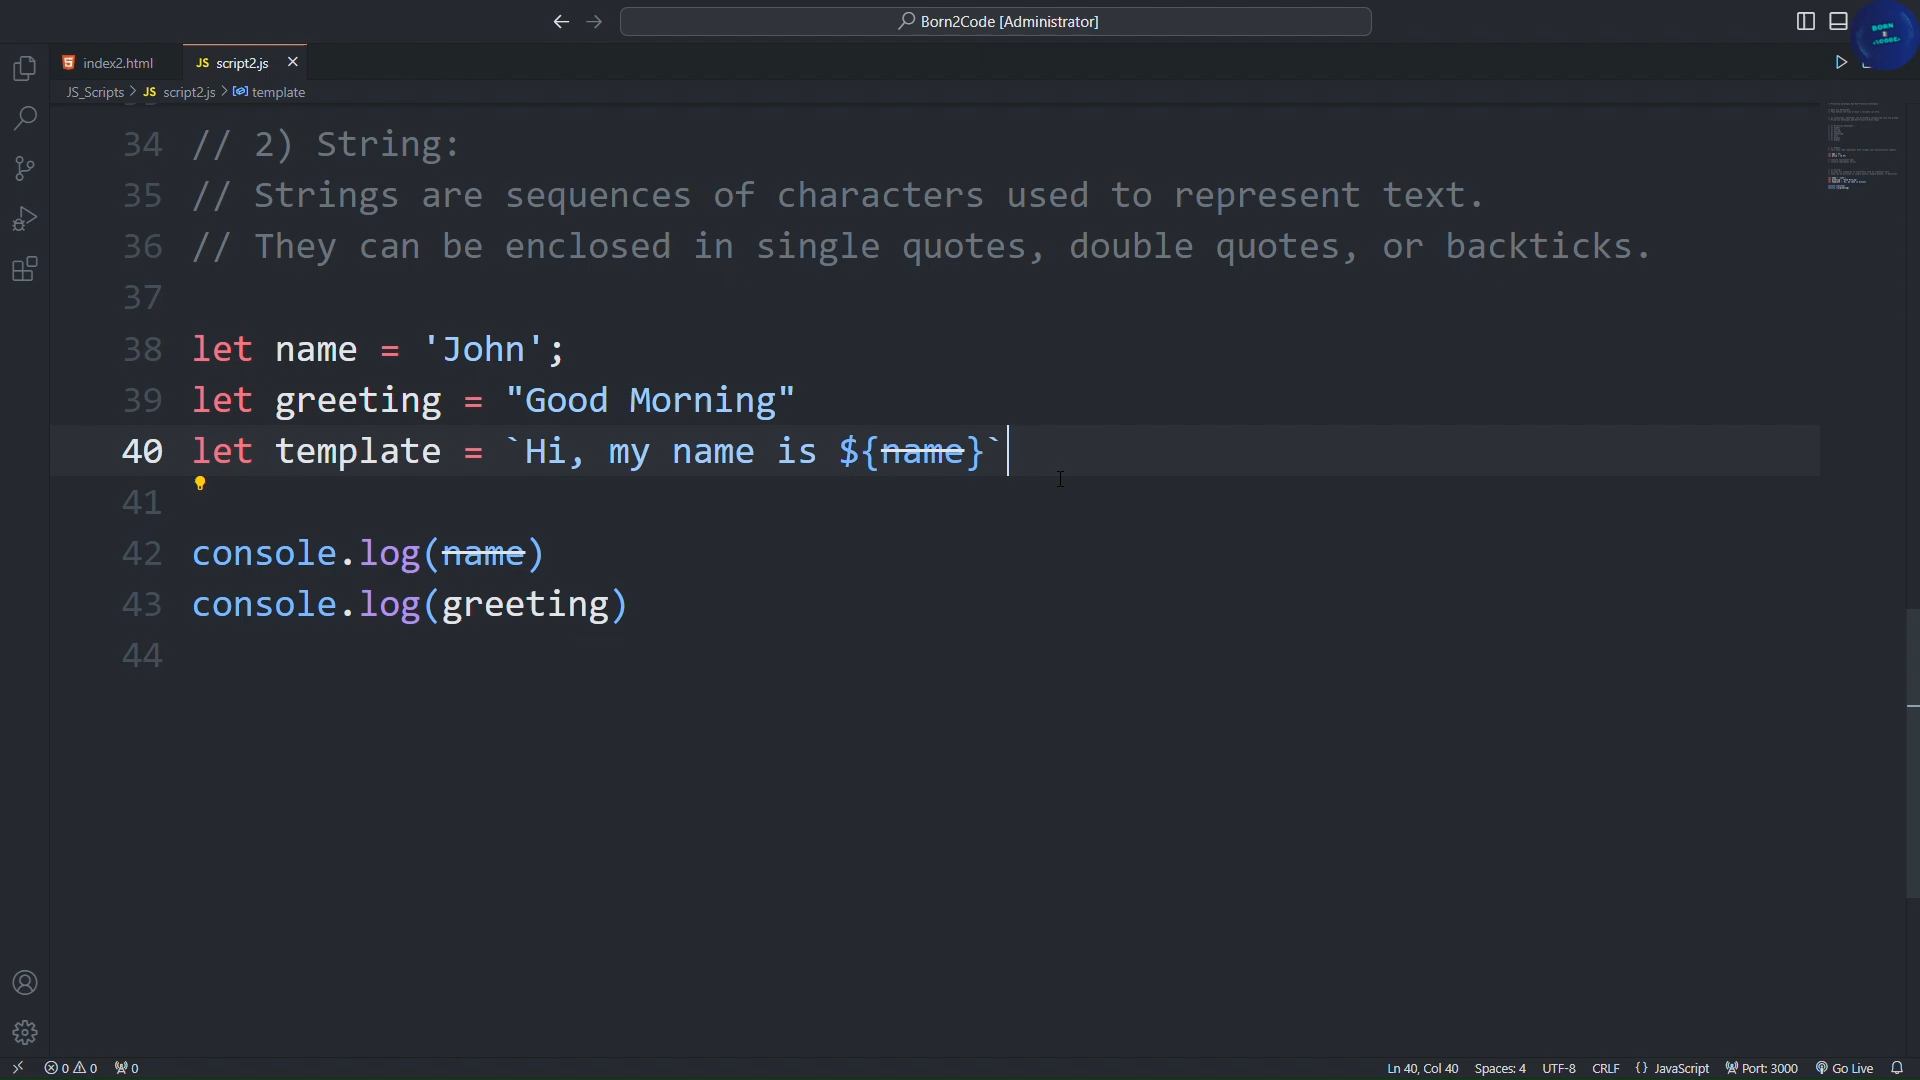 Born2Code [Administrator]
BORN
2
<CODE>
index2.html
JS script2.js
JS_Scripts > JS script2.js > template
34 // 2) String:
35 // Strings are sequences of characters used to represent text.
36 // They can be enclosed in single quotes, double quotes, or backticks.
37
38 let name = 'John';
39 let greeting = "Good Morning"
40 let template = `Hi, my name is ${name}`
41
42 console.log(name)
43 console.log(greeting)
44
0 0 0
Ln 40, Col 40 Spaces: 4 UTF-8 CRLF {} JavaScript Port: 3000 Go Live